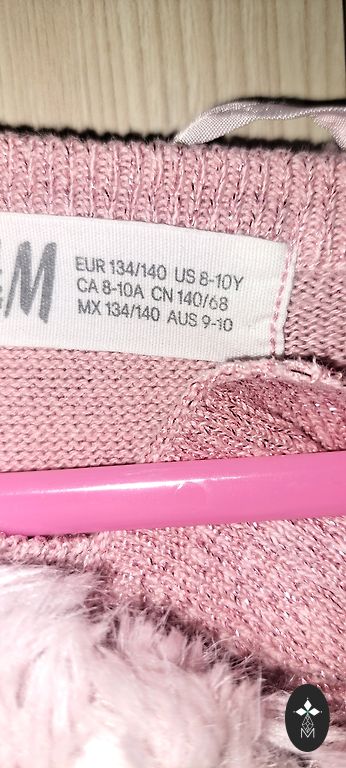 M
EUR 134/140 US 8-10Y
CA 8-10A CN 140/68
MX 134/140 AUS 9-10
M